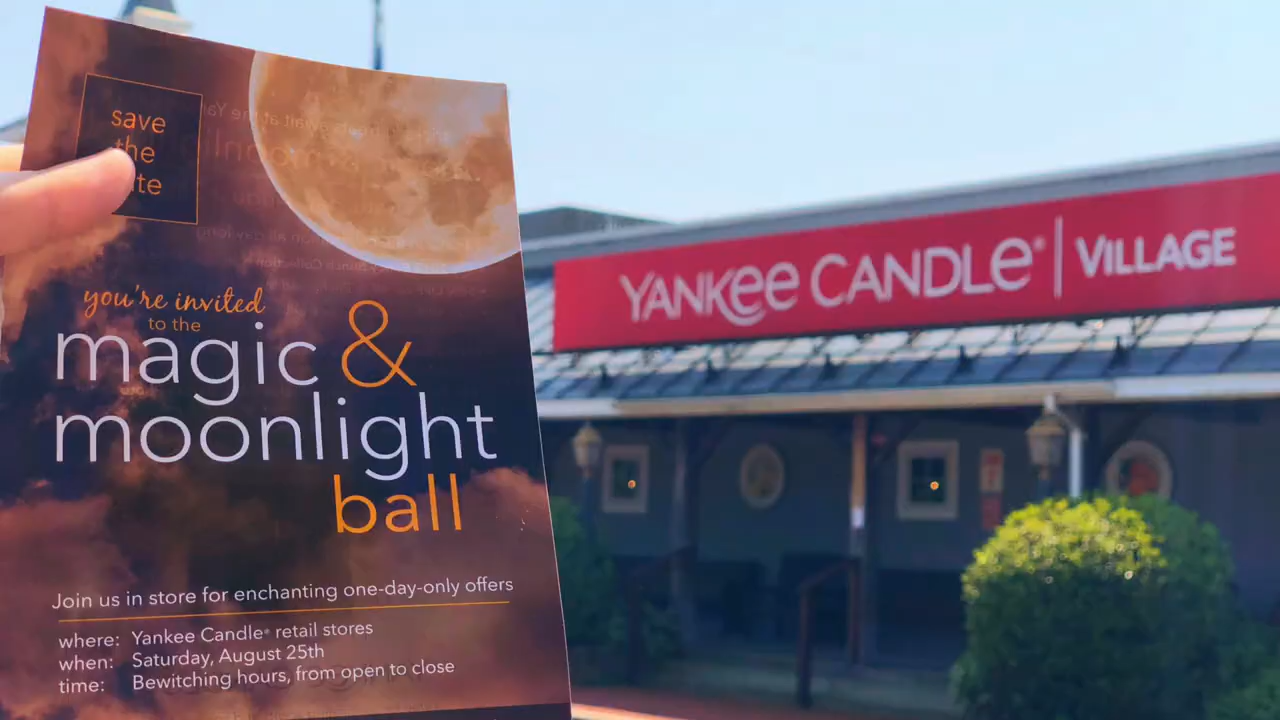 save
the
you're invited
to the
magic &
moonlight
ball
Join us in store for enchanting one-day-only offers
where: Yankee Candle® retail stores
when: Saturday, August 25th
time: Bewitching hours, from open to close
YANKEE CANDLE® | VILLAGE